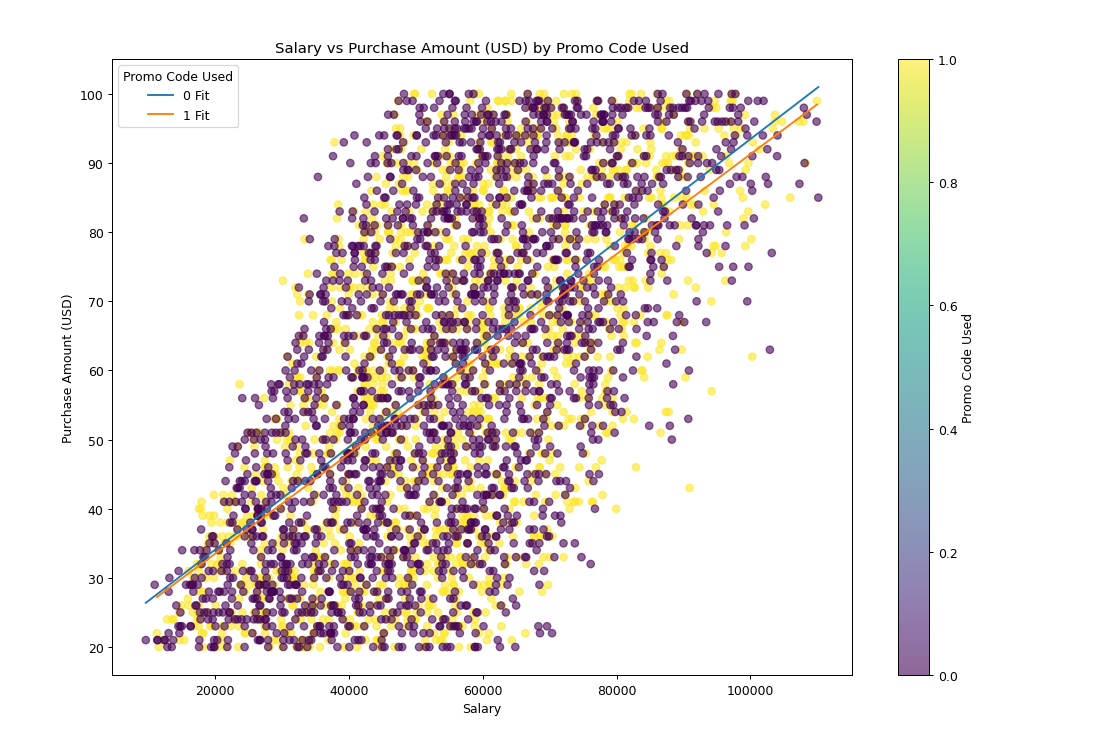 Salary vs Purchase Amount (USD) by Promo Code Used
Promo Code Used
0 Fit
1 Fit
100
90
80
70
60
50
40
30
20
Purchase Amount (USD)
20000 40000 60000 80000 100000
Salary
1.0
0.8
0.6
0.4
0.2
0.0
Promo Code Used